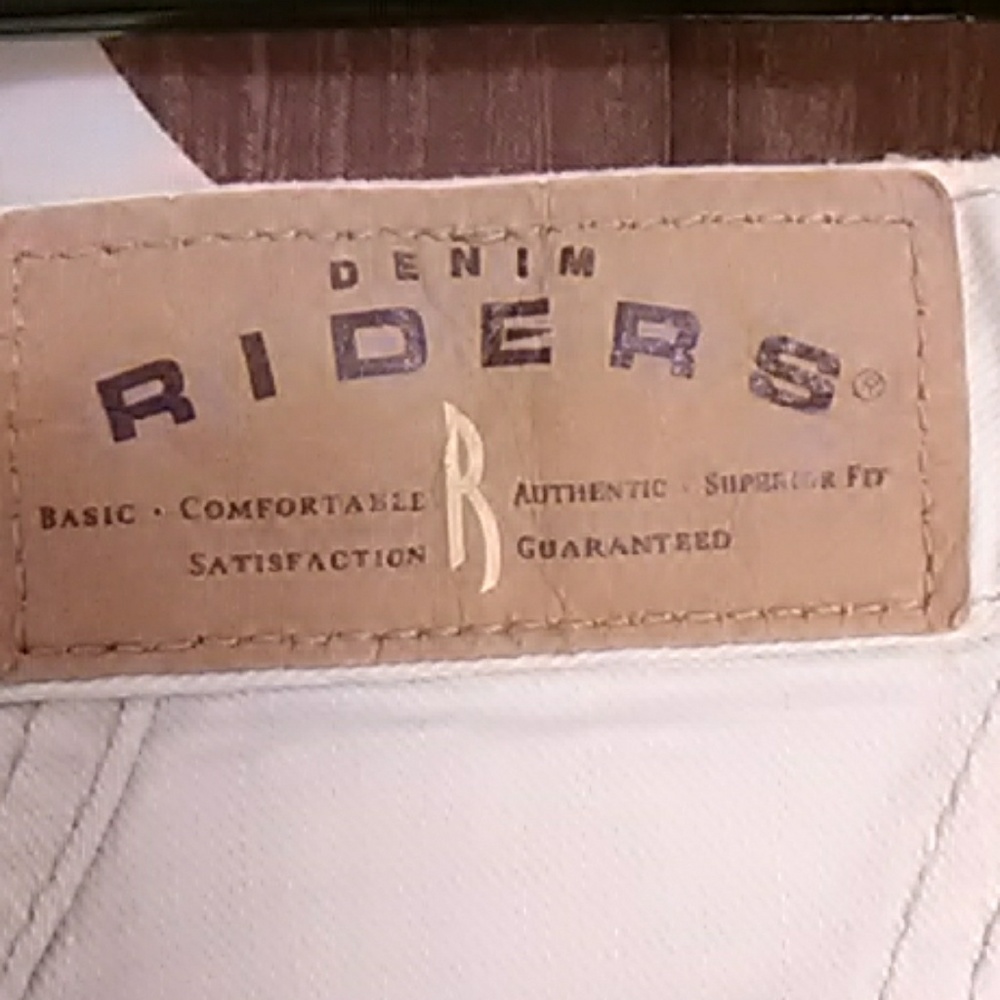 DENIM
RIDERS®
R
BASIC · COMFORTABLE AUTHENTIC · SUPERIOR FIT
SATISFACTION GUARANTEED